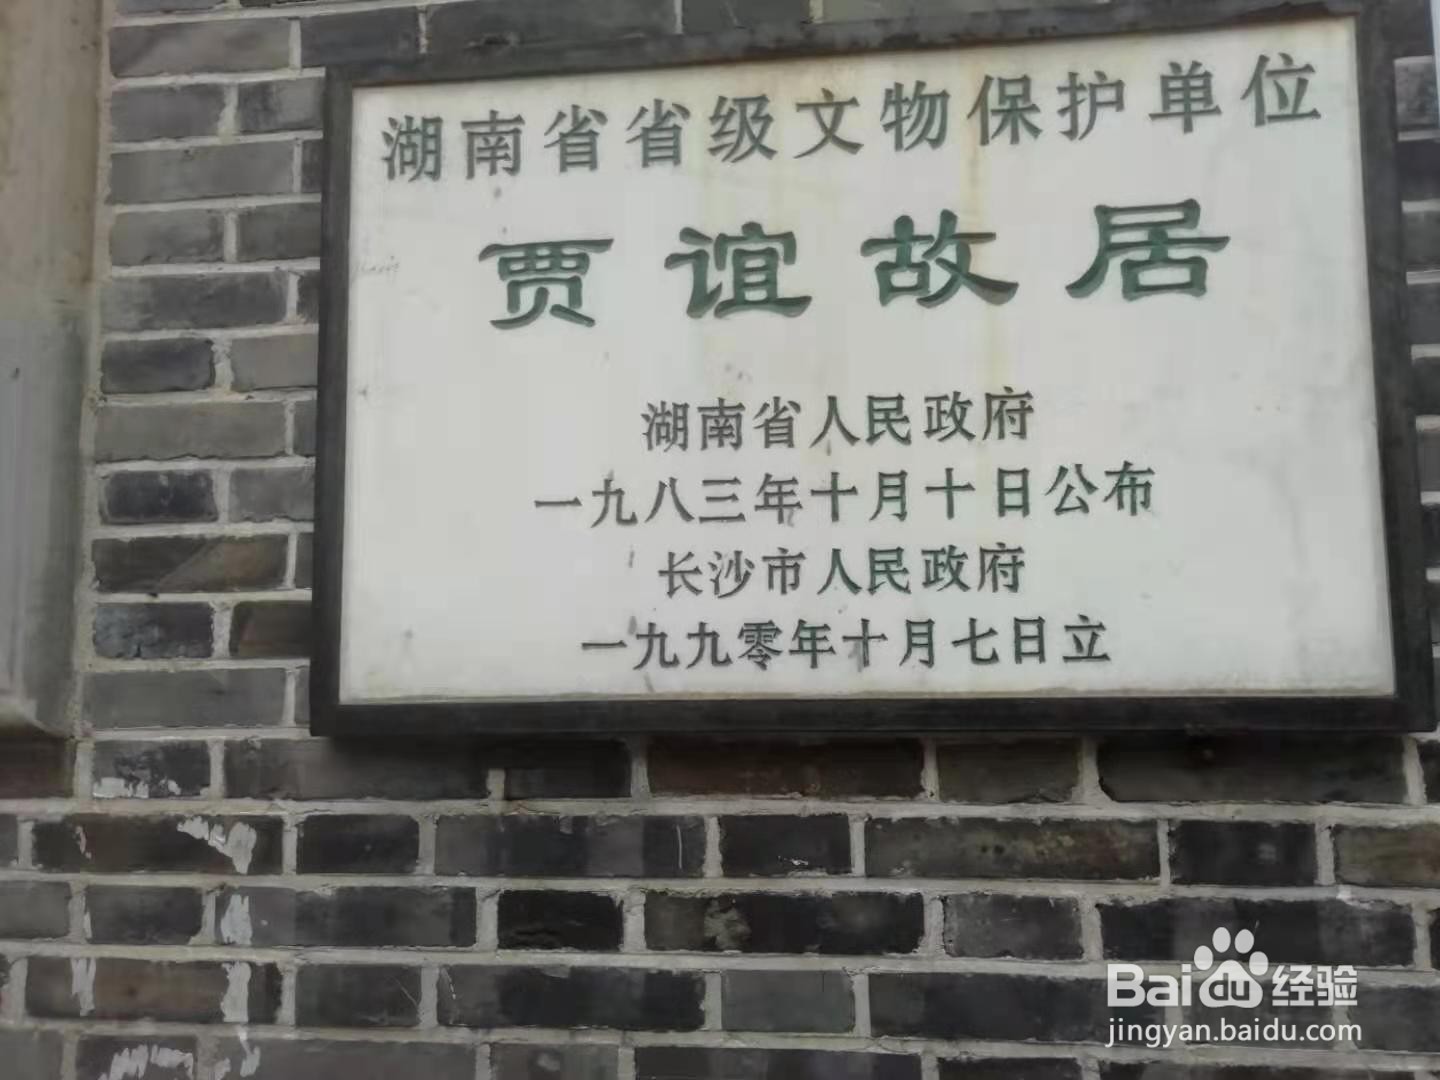 湖南省省级文物保护单位
贾谊故居
湖南省人民政府
一九八三年十月十日公布
长沙市人民政府
一九九零年十月七日立
Baidu经验
jingyan.baidu.com